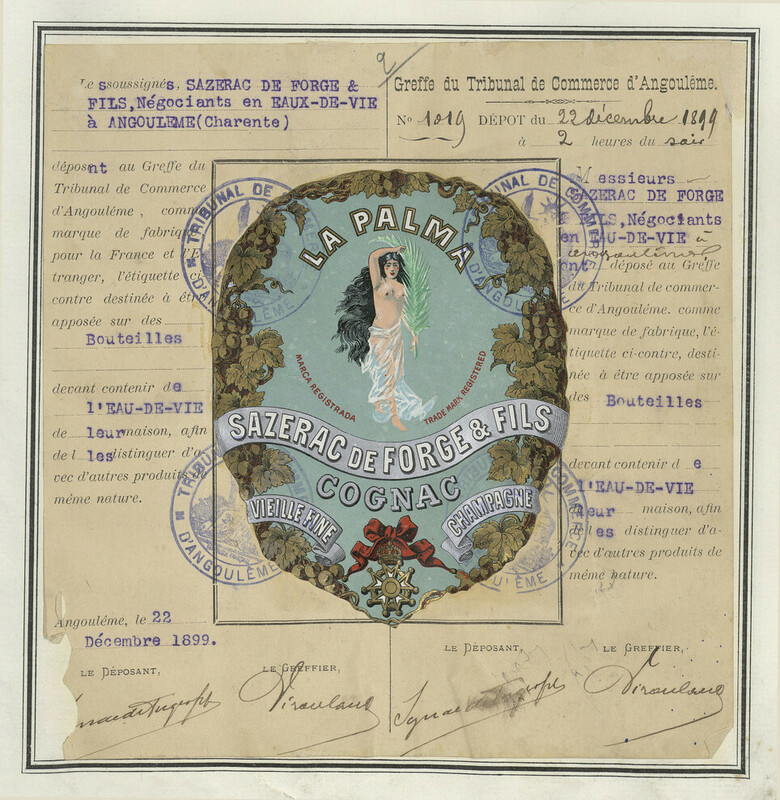 Le ssoussignés, SAZERAC DE FORGE &
FILS,Négociants en EAUX-DE-VIE
à ANGOULEME(Charente)
déposent au Greffe du
Tribunal de Commerce
d'Angoulême, comme
marque de fabrique
pour la France et l'E-
tranger, l'étiquette ci-
contre destinée à être
apposée sur des
Bouteilles
devant contenir de
l'EAU-DE-VIE
de leur maison, afin
de l les distinguer d'a-
vec d'autres produits de
même nature.
Angoulême, le 22
Décembre 1899.
LE DÉPOSANT,
LE GREFFIER,
Greffe du Tribunal de Commerce d'Angoulême.
No 1019 DÉPOT du 22 décembre 1899
à 2 heures du soir
Messieurs
SAZERAC DE FORGE
FILS,Négociants
en EAU-DE-VIE à
ont déposé au Greffe
du Tribunal de commer-
ce d'Angoulême. comme
marque de fabrique, l'é-
tiquette ci-contre, desti-
née à être apposée sur
des Bouteilles
devant contenir d e
l'EAU-DE-VIE
de leur maison, afin
de les distinguer d'a-
vec d'autres produits de
même nature.
LE DÉPOSANT,
LE GREFFIER,
LA PALMA
MARCA REGISTRADA
TRADE MARK REGISTERED
SAZERAC DE FORGE & FILS
COGNAC
VIEILLE FINE
CHAMPAGNE
TRIBUNAL DE
D'ANGOULÊME
TRIBUNAL DE COMMERCE
D'ANGOULÊME
TRIBUNAL
D'ANGOULÊME